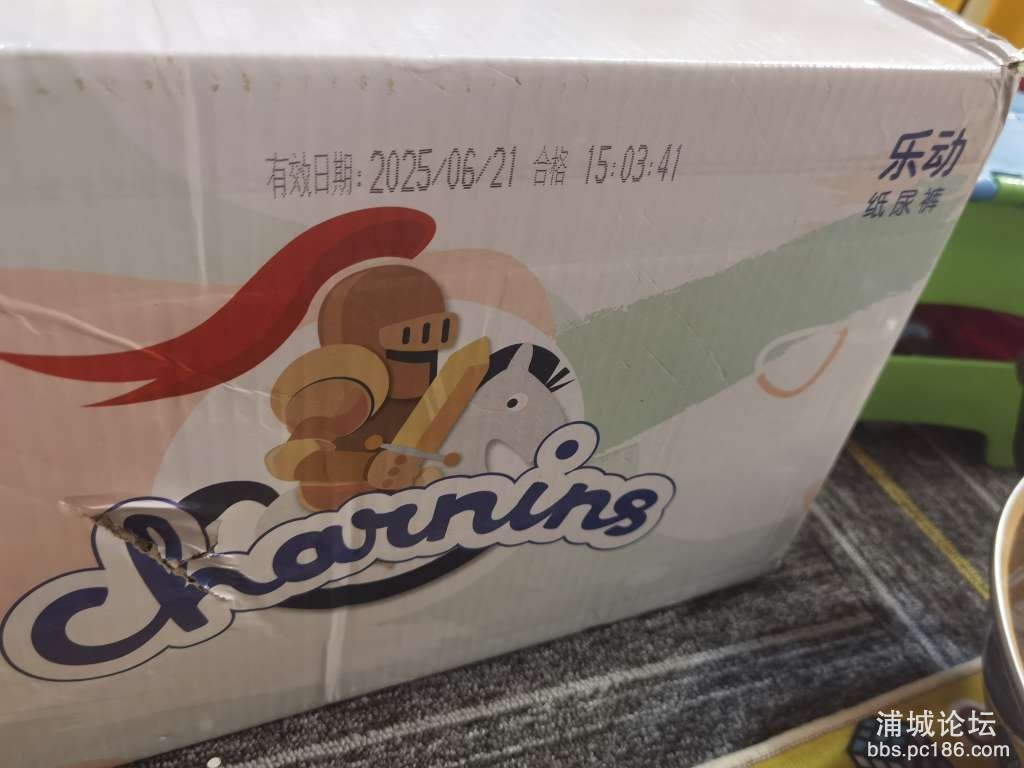 有效日期: 2025/06/21 合格 15:03:41
乐动
纸尿裤
浦城论坛
bbs.pc186.com